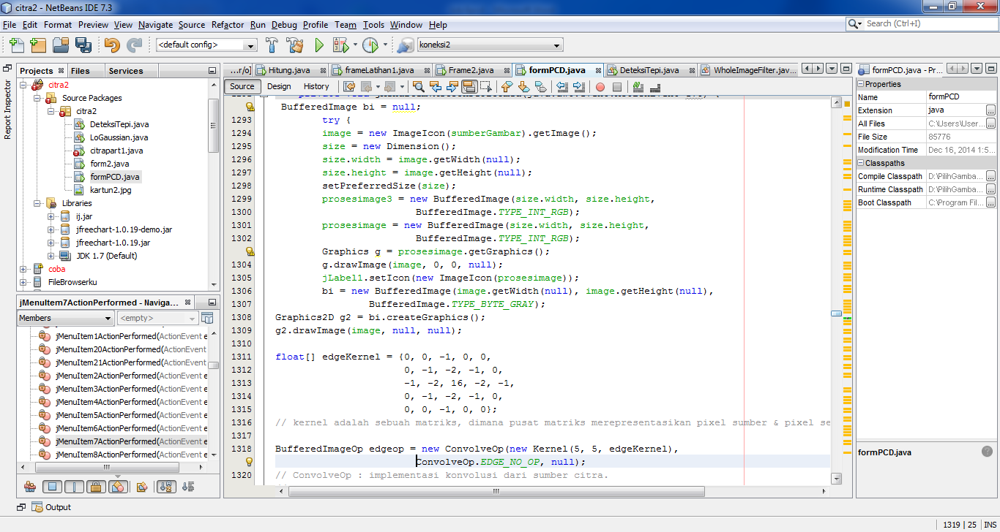 citra2 - NetBeans IDE 7.3
File Edit Format Preview View Navigate Source Refactor Run Debug Profile Team Tools Window Help
Search (Ctrl+I)
<default config>
koneksi2
Report Inspector
Projects Files Services
citra2
Source Packages
citra2
DeteksiTepi.java
LoGaussian.java
citrapart1.java
form2.java
formPCD.java
kartun2.jpg
Libraries
ij.jar
jfreechart-1.0.19-demo.jar
jfreechart-1.0.19.jar
JDK 1.7 (Default)
coba
FileBrowserku
jMenuItem7ActionPerformed - Naviga...
Members <empty>
jMenuItem1ActionPerformed(ActionEvent e
jMenuItem20ActionPerformed(ActionEvent
jMenuItem21ActionPerformed(ActionEvent
jMenuItem2ActionPerformed(ActionEvent e
jMenuItem3ActionPerformed(ActionEvent e
jMenuItem4ActionPerformed(ActionEvent e
jMenuItem5ActionPerformed(ActionEvent e
jMenuItem6ActionPerformed(ActionEvent e
jMenuItem7ActionPerformed(ActionEvent e
jMenuItem8ActionPerformed(ActionEvent e
Output
...r/o] Hitung.java frameLatihan1.java Frame2.java formPCD.java DeteksiTepi.java WholeImageFilter.jav...
Source Design History
BufferedImage bi = null;
1293 try {
1294 image = new ImageIcon(sumberGambar).getImage();
1295 size = new Dimension();
1296 size.width = image.getWidth(null);
1297 size.height = image.getHeight(null);
1298 setPreferredSize(size);
1299 prosesimage3 = new BufferedImage(size.width, size.height,
1300 BufferedImage.TYPE_INT_RGB);
1301 prosesimage = new BufferedImage(size.width, size.height,
1302 BufferedImage.TYPE_INT_RGB);
Graphics g = prosesimage.getGraphics();
1304 g.drawImage(image, 0, 0, null);
1305 jLabel1.setIcon(new ImageIcon(prosesimage));
1306 bi = new BufferedImage(image.getWidth(null), image.getHeight(null),
1307 BufferedImage.TYPE_BYTE_GRAY);
1308 Graphics2D g2 = bi.createGraphics();
1309 g2.drawImage(image, null, null);
1310
1311 float[] edgeKernel = {0, 0, -1, 0, 0,
1312 0, -1, -2, -1, 0,
1313 -1, -2, 16, -2, -1,
1314 0, -1, -2, -1, 0,
1315 0, 0, -1, 0, 0};
1316 // kernel adalah sebuah matriks, dimana pusat matriks merepresentasikan pixel sumber & pixel se
1317
1318 BufferedImageOp edgeop = new ConvolveOp(new Kernel(5, 5, edgeKernel),
ConvolveOp.EDGE_NO_OP, null);
1320 // ConvolveOp : implementasi konvolusi dari sumber citra.
formPCD.java - Pr...
Properties
Name formPCD
Extension java
All Files C:\Users\User...
File Size 85776
Modification Time Dec 16, 2014 1:5...
Classpaths
Compile Classpath D:\PilihGamba...
Runtime Classpath D:\PilihGamba...
Boot Classpath C:\Program Fil...
formPCD.java
1319 | 25 INS